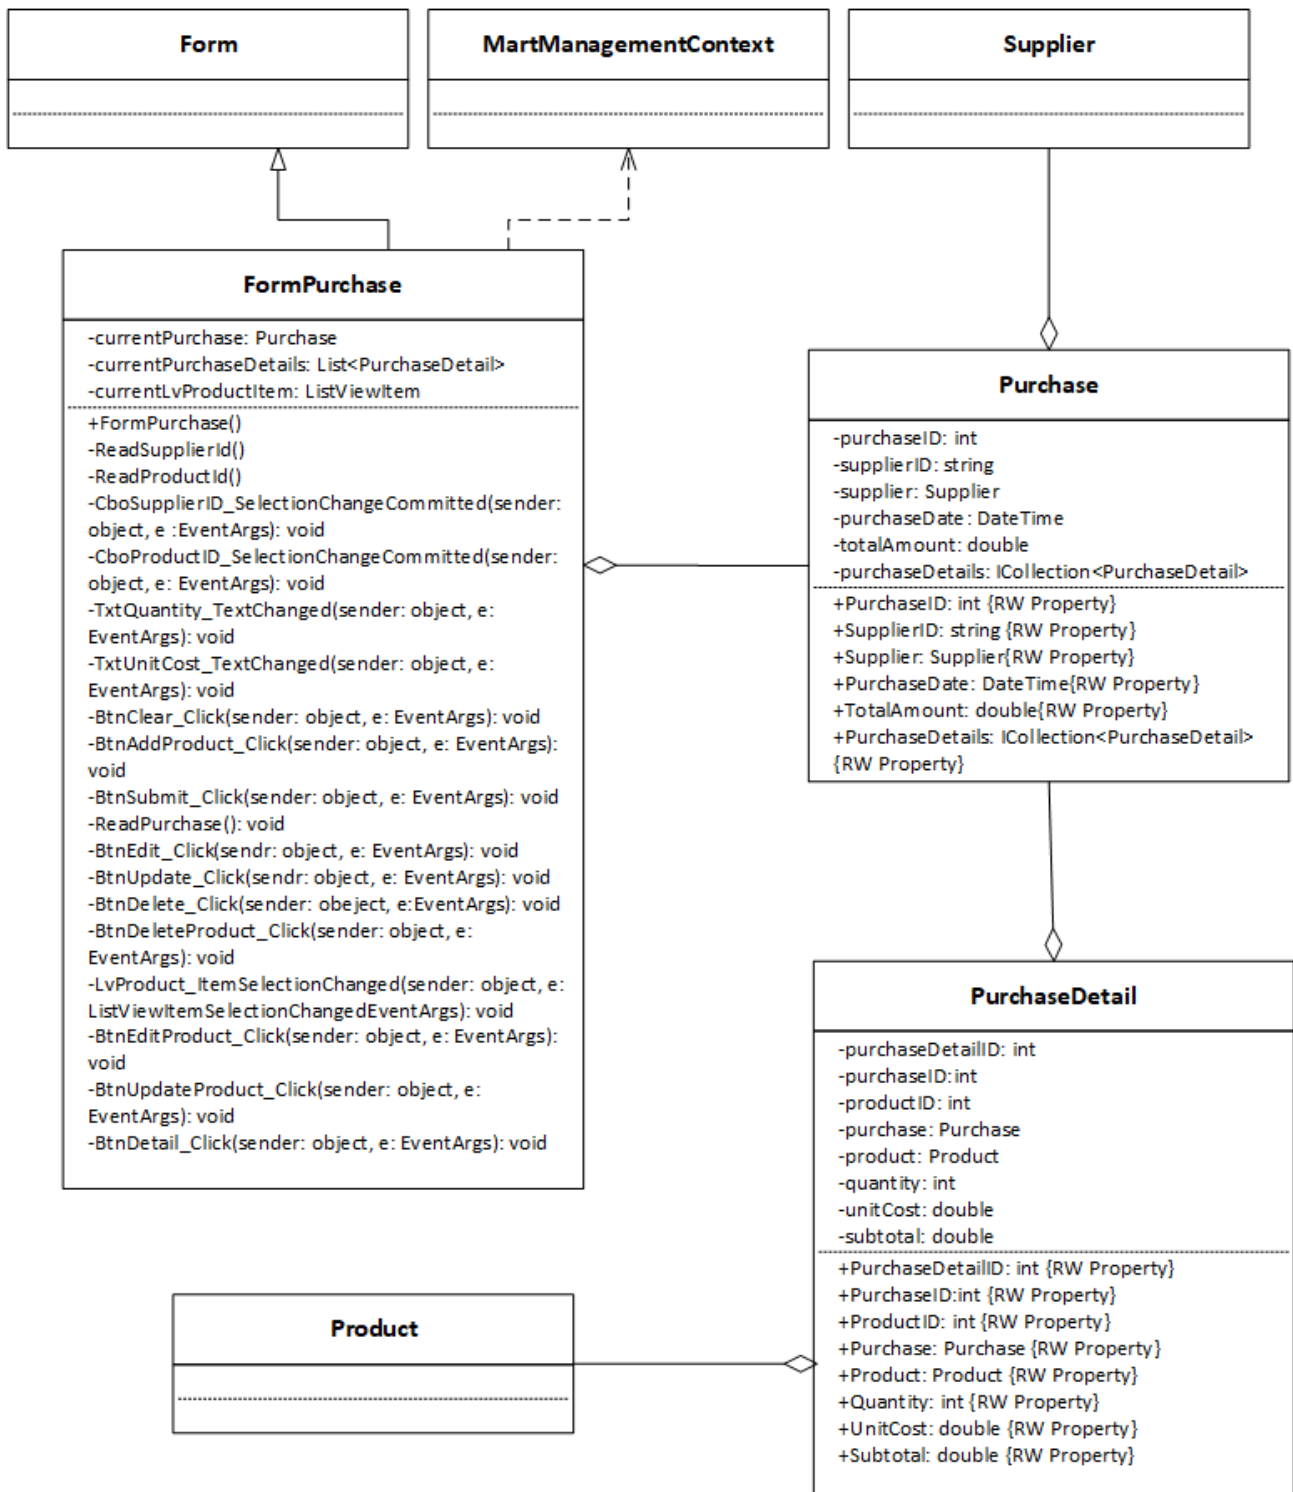 Form
MartManagementContext
Supplier
FormPurchase
-currentPurchase: Purchase
-currentPurchaseDetails: List<PurchaseDetail>
-currentLvProductItem: ListViewItem
+FormPurchase()
-ReadSupplierId()
-ReadProductId()
-CboSupplierID_SelectionChangeCommitted(sender:
object, e :EventArgs): void
-CboProductID_SelectionChangeCommitted(sender:
object, e: EventArgs): void
-TxtQuantity_TextChanged(sender: object, e:
EventArgs): void
-TxtUnitCost_TextChanged(sender: object, e:
EventArgs): void
-BtnClear_Click(sender: object, e: EventArgs): void
-BtnAddProduct_Click(sender: object, e: EventArgs):
void
-BtnSubmit_Click(sender: object, e: EventArgs): void
-ReadPurchase(): void
-BtnEdit_Click(sendr: object, e: EventArgs): void
-BtnUpdate_Click(sendr: object, e: EventArgs): void
-BtnDelete_Click(sender: obeject, e:EventArgs): void
-BtnDeleteProduct_Click(sender: object, e:
EventArgs): void
-LvProduct_ItemSelectionChanged(sender: object, e:
ListViewItemSelectionChangedEventArgs): void
-BtnEditProduct_Click(sender: object, e: EventArgs):
void
-BtnUpdateProduct_Click(sender: object, e:
EventArgs): void
-BtnDetail_Click(sender: object, e: EventArgs): void
Purchase
-purchaseID: int
-supplierID: string
-supplier: Supplier
-purchaseDate: DateTime
-totalAmount: double
-purchaseDetails: ICollection<PurchaseDetail>
+PurchaseID: int {RW Property}
+SupplierID: string {RW Property}
+Supplier: Supplier{RW Property}
+PurchaseDate: DateTime{RW Property}
+TotalAmount: double{RW Property}
+PurchaseDetails: ICollection<PurchaseDetail>
{RW Property}
PurchaseDetail
-purchaseDetailID: int
-purchaseID:int
-productID: int
-purchase: Purchase
-product: Product
-quantity: int
-unitCost: double
-subtotal: double
+PurchaseDetailID: int {RW Property}
+PurchaseID:int {RW Property}
+ProductID: int {RW Property}
+Purchase: Purchase {RW Property}
+Product: Product {RW Property}
+Quantity: int {RW Property}
+UnitCost: double {RW Property}
+Subtotal: double {RW Property}
Product